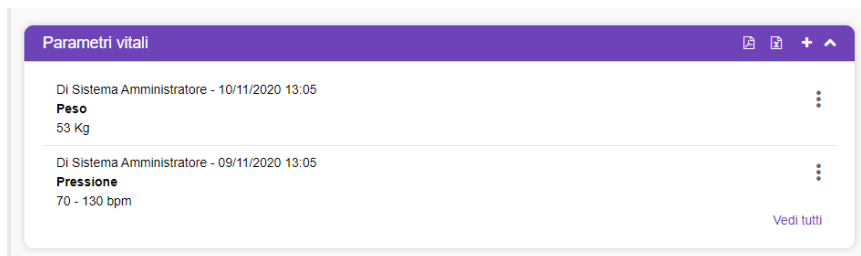 Parametri vitali
Di Sistema Amministratore - 10/11/2020 13:05
Peso
53 Kg
Di Sistema Amministratore - 09/11/2020 13:05
Pressione
70 - 130 bpm
Vedi tutti